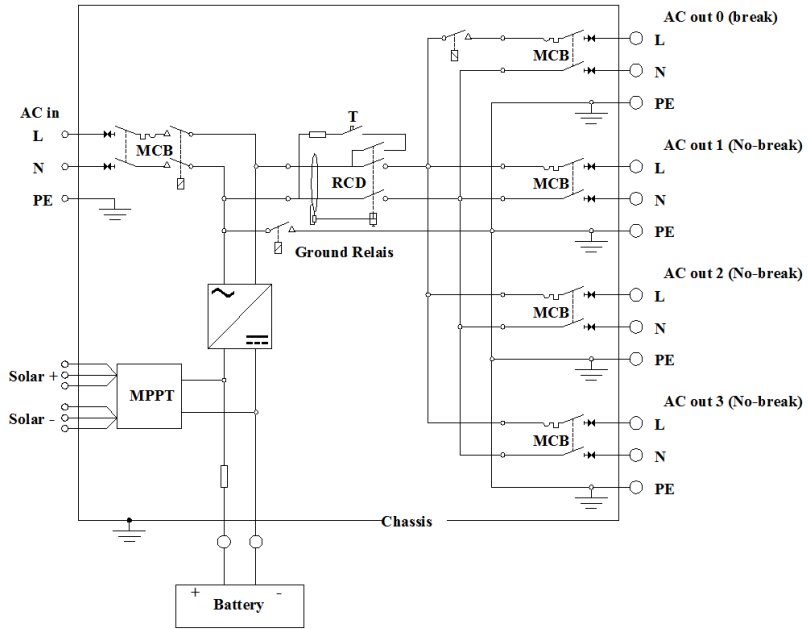 AC out 0 (break)
L
MCB
N
PE
AC in
L
MCB
N
PE
T
RCD
Ground Relais
AC out 1 (No-break)
L
MCB
N
PE
AC out 2 (No-break)
L
MCB
N
PE
Solar +
MPPT
Solar -
AC out 3 (No-break)
L
MCB
N
PE
Chassis
+ -
Battery